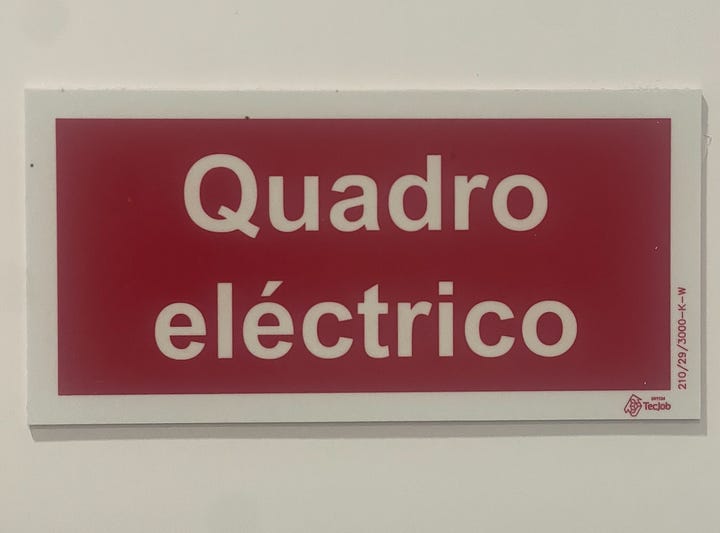 Quadro
eléctrico
210/29/3000-K-W
TecJob